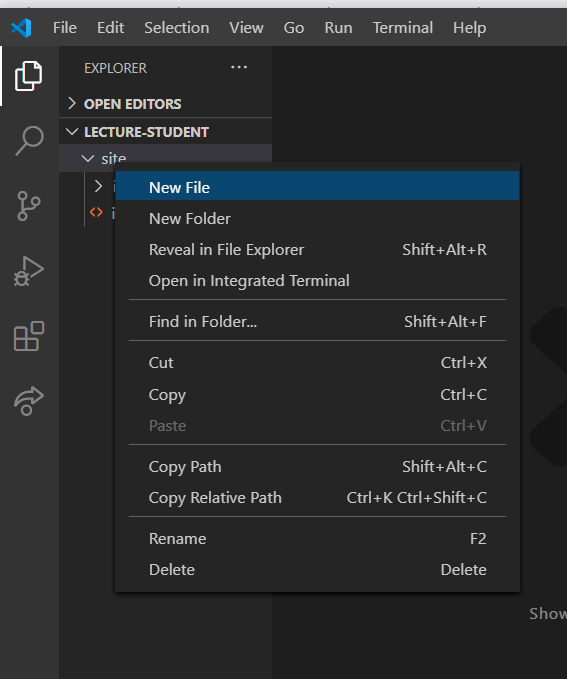 File Edit Selection View Go Run Terminal Help
EXPLORER ...
OPEN EDITORS
LECTURE-STUDENT
site
New File
New Folder
Reveal in File Explorer Shift+Alt+R
Open in Integrated Terminal
Find in Folder... Shift+Alt+F
Cut Ctrl+X
Copy Ctrl+C
Paste Ctrl+V
Copy Path Shift+Alt+C
Copy Relative Path Ctrl+K Ctrl+Shift+C
Rename F2
Delete Delete
Show